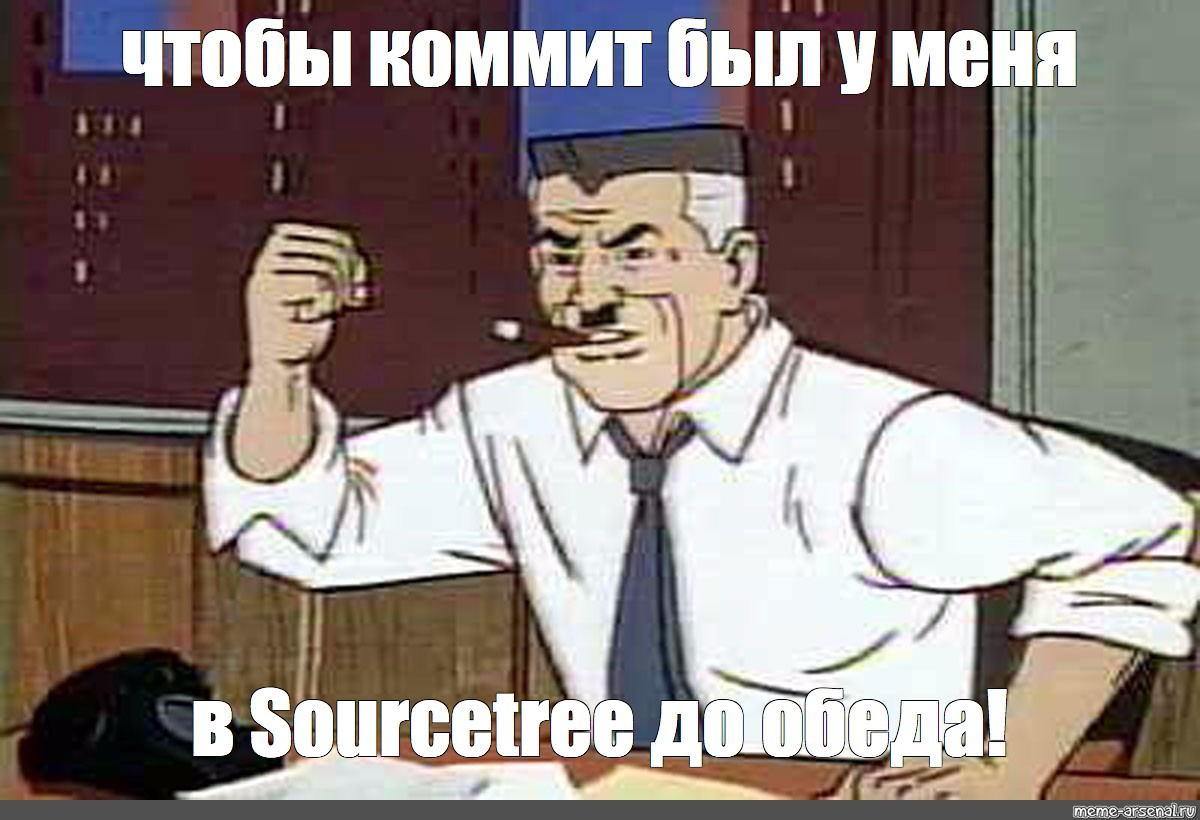 чтобы коммит был у меня
в Sourcetree до обеда!
meme-arsenal.ru